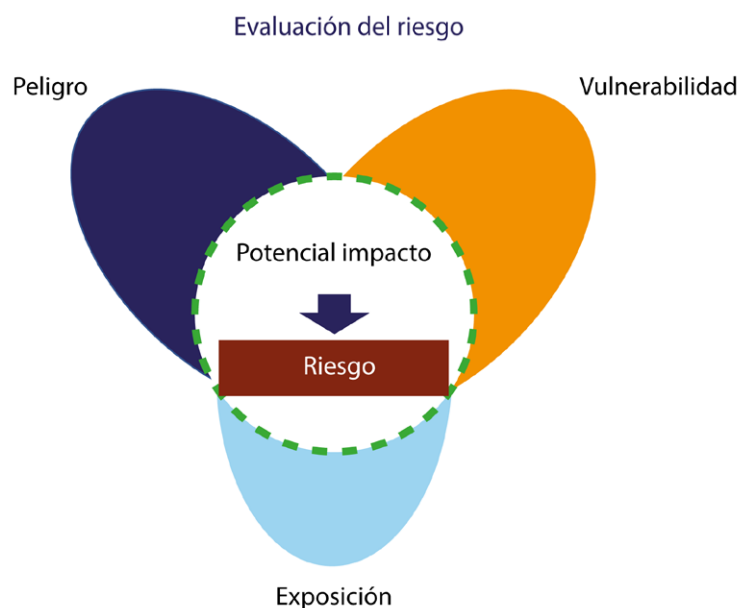 Evaluación del riesgo
Peligro
Vulnerabilidad
Potencial impacto
Riesgo
Exposición